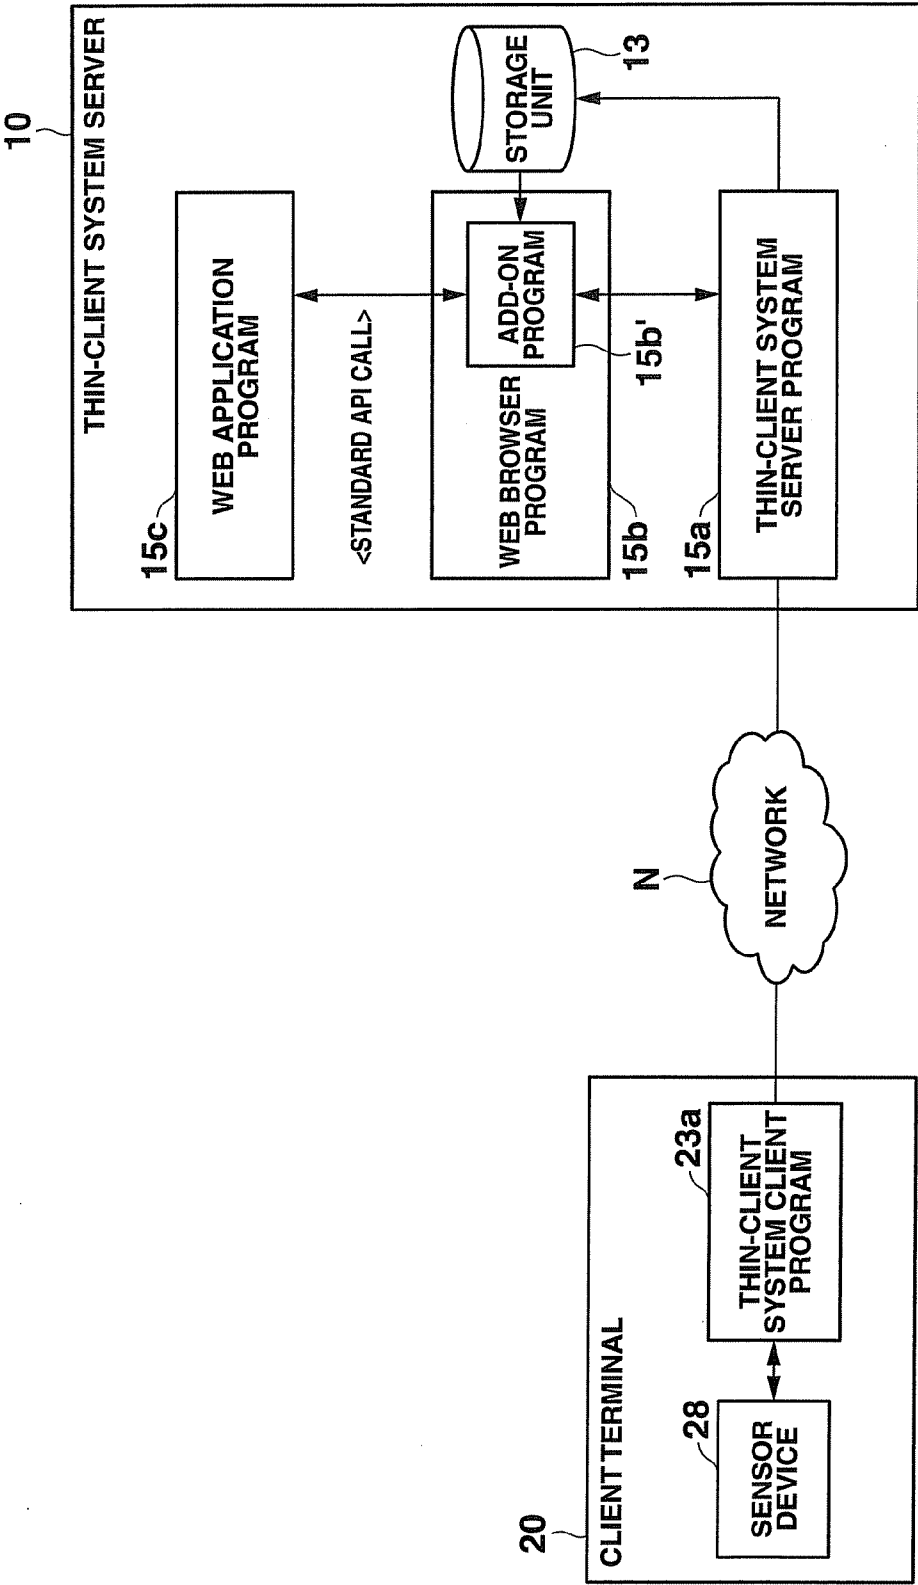 10
THIN-CLIENT SYSTEM SERVER
15c
WEB APPLICATION
PROGRAM
<STANDARD API CALL>
WEB BROWSER
PROGRAM
15b
ADD-ON
PROGRAM
15b'
STORAGE
UNIT
13
15a
THIN-CLIENT SYSTEM
SERVER PROGRAM
N
NETWORK
20
CLIENT TERMINAL
28
SENSOR
DEVICE
23a
THIN-CLIENT
SYSTEM CLIENT
PROGRAM